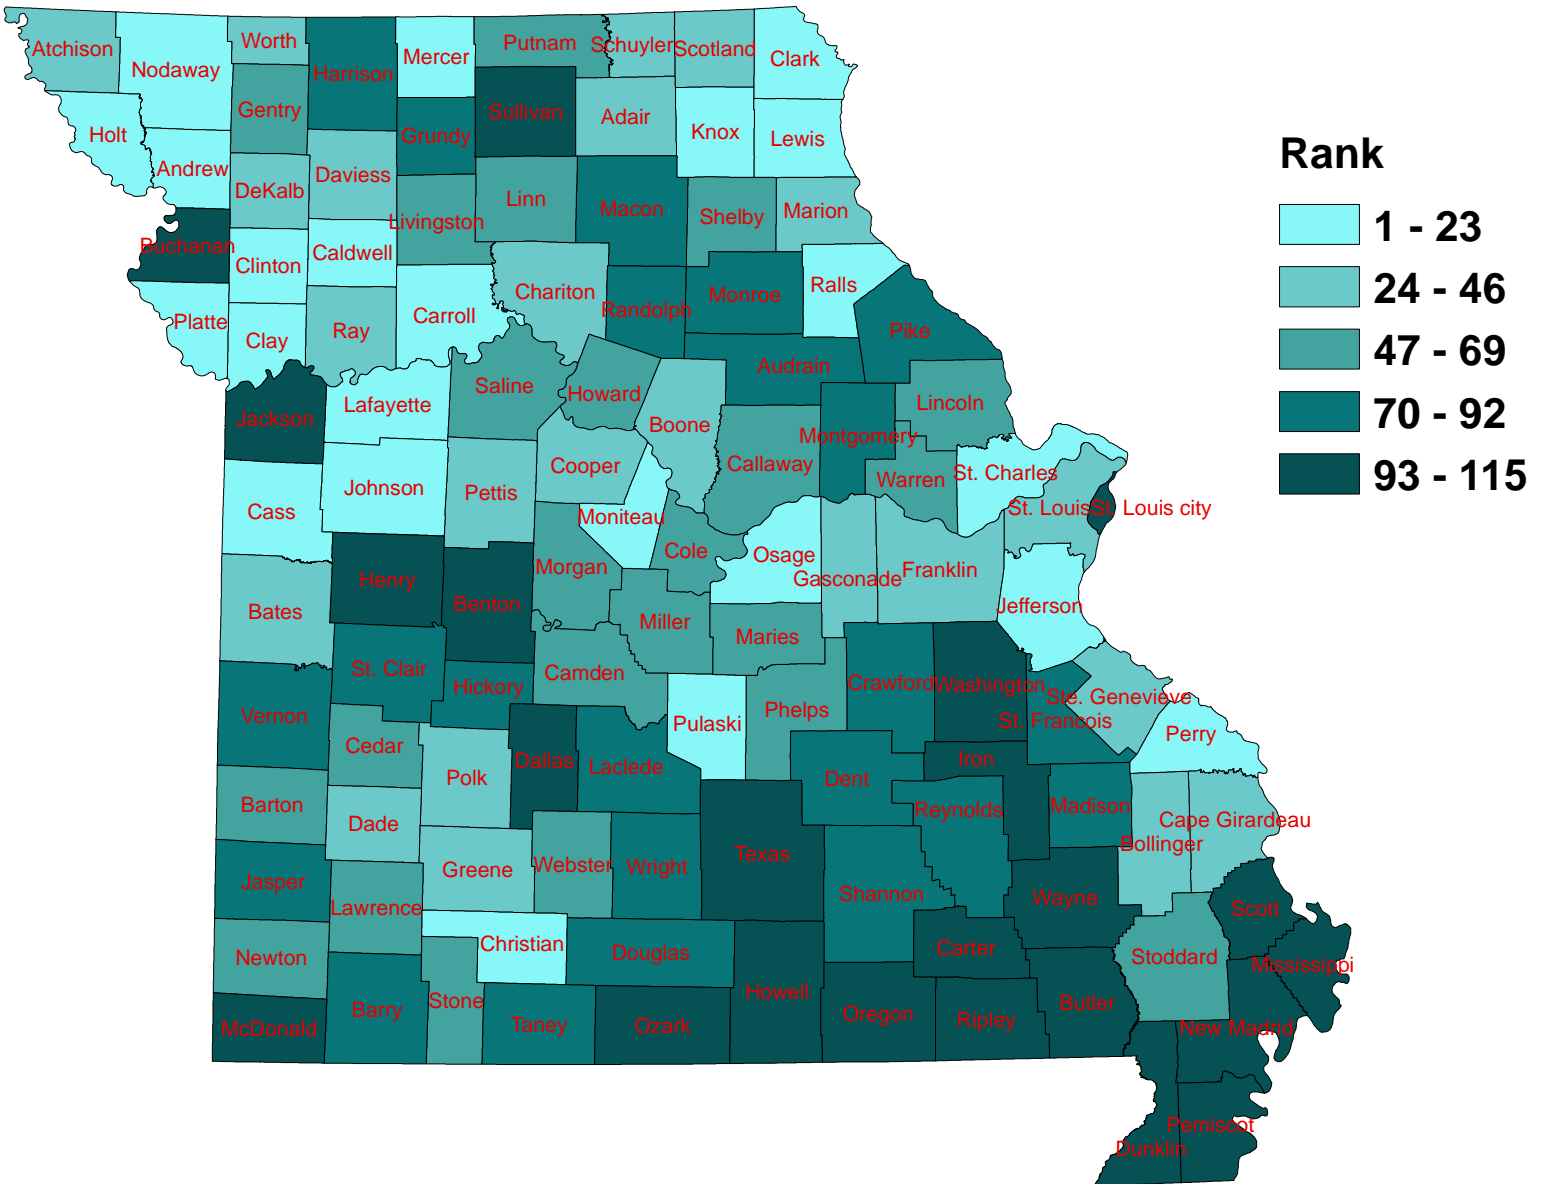 Atchison
Nodaway
Worth
Harrison
Mercer
Putnam
Schuyler
Scotland
Clark
Gentry
Holt
Andrew
DeKalb
Daviess
Grundy
Sullivan
Adair
Knox
Lewis
Livingston
Linn
Macon
Shelby
Marion
Buchanan
Clinton
Caldwell
Carroll
Chariton
Randolph
Monroe
Ralls
Pike
Platte
Clay
Ray
Audrain
Jackson
Lafayette
Saline
Howard
Boone
Callaway
Montgomery
Lincoln
Warren
St. Charles
St. Louis
St. Louis city
Cass
Johnson
Pettis
Cooper
Moniteau
Cole
Osage
Gasconade
Franklin
Jefferson
Bates
Henry
Benton
Morgan
Miller
Maries
Camden
St. Clair
Hickory
Vernon
Cedar
Polk
Dallas
Laclede
Pulaski
Phelps
Crawford
Washington
Ste. Genevieve
St. Francois
Perry
Iron
Dent
Reynolds
Madison
Bollinger
Cape Girardeau
Barton
Dade
Greene
Webster
Wright
Texas
Shannon
Wayne
Jasper
Lawrence
Christian
Douglas
Carter
Scott
Stoddard
Mississippi
Newton
McDonald
Barry
Stone
Taney
Ozark
Howell
Oregon
Ripley
Butler
New Madrid
Pemiscot
Dunklin
Rank
1 - 23
24 - 46
47 - 69
70 - 92
93 - 115